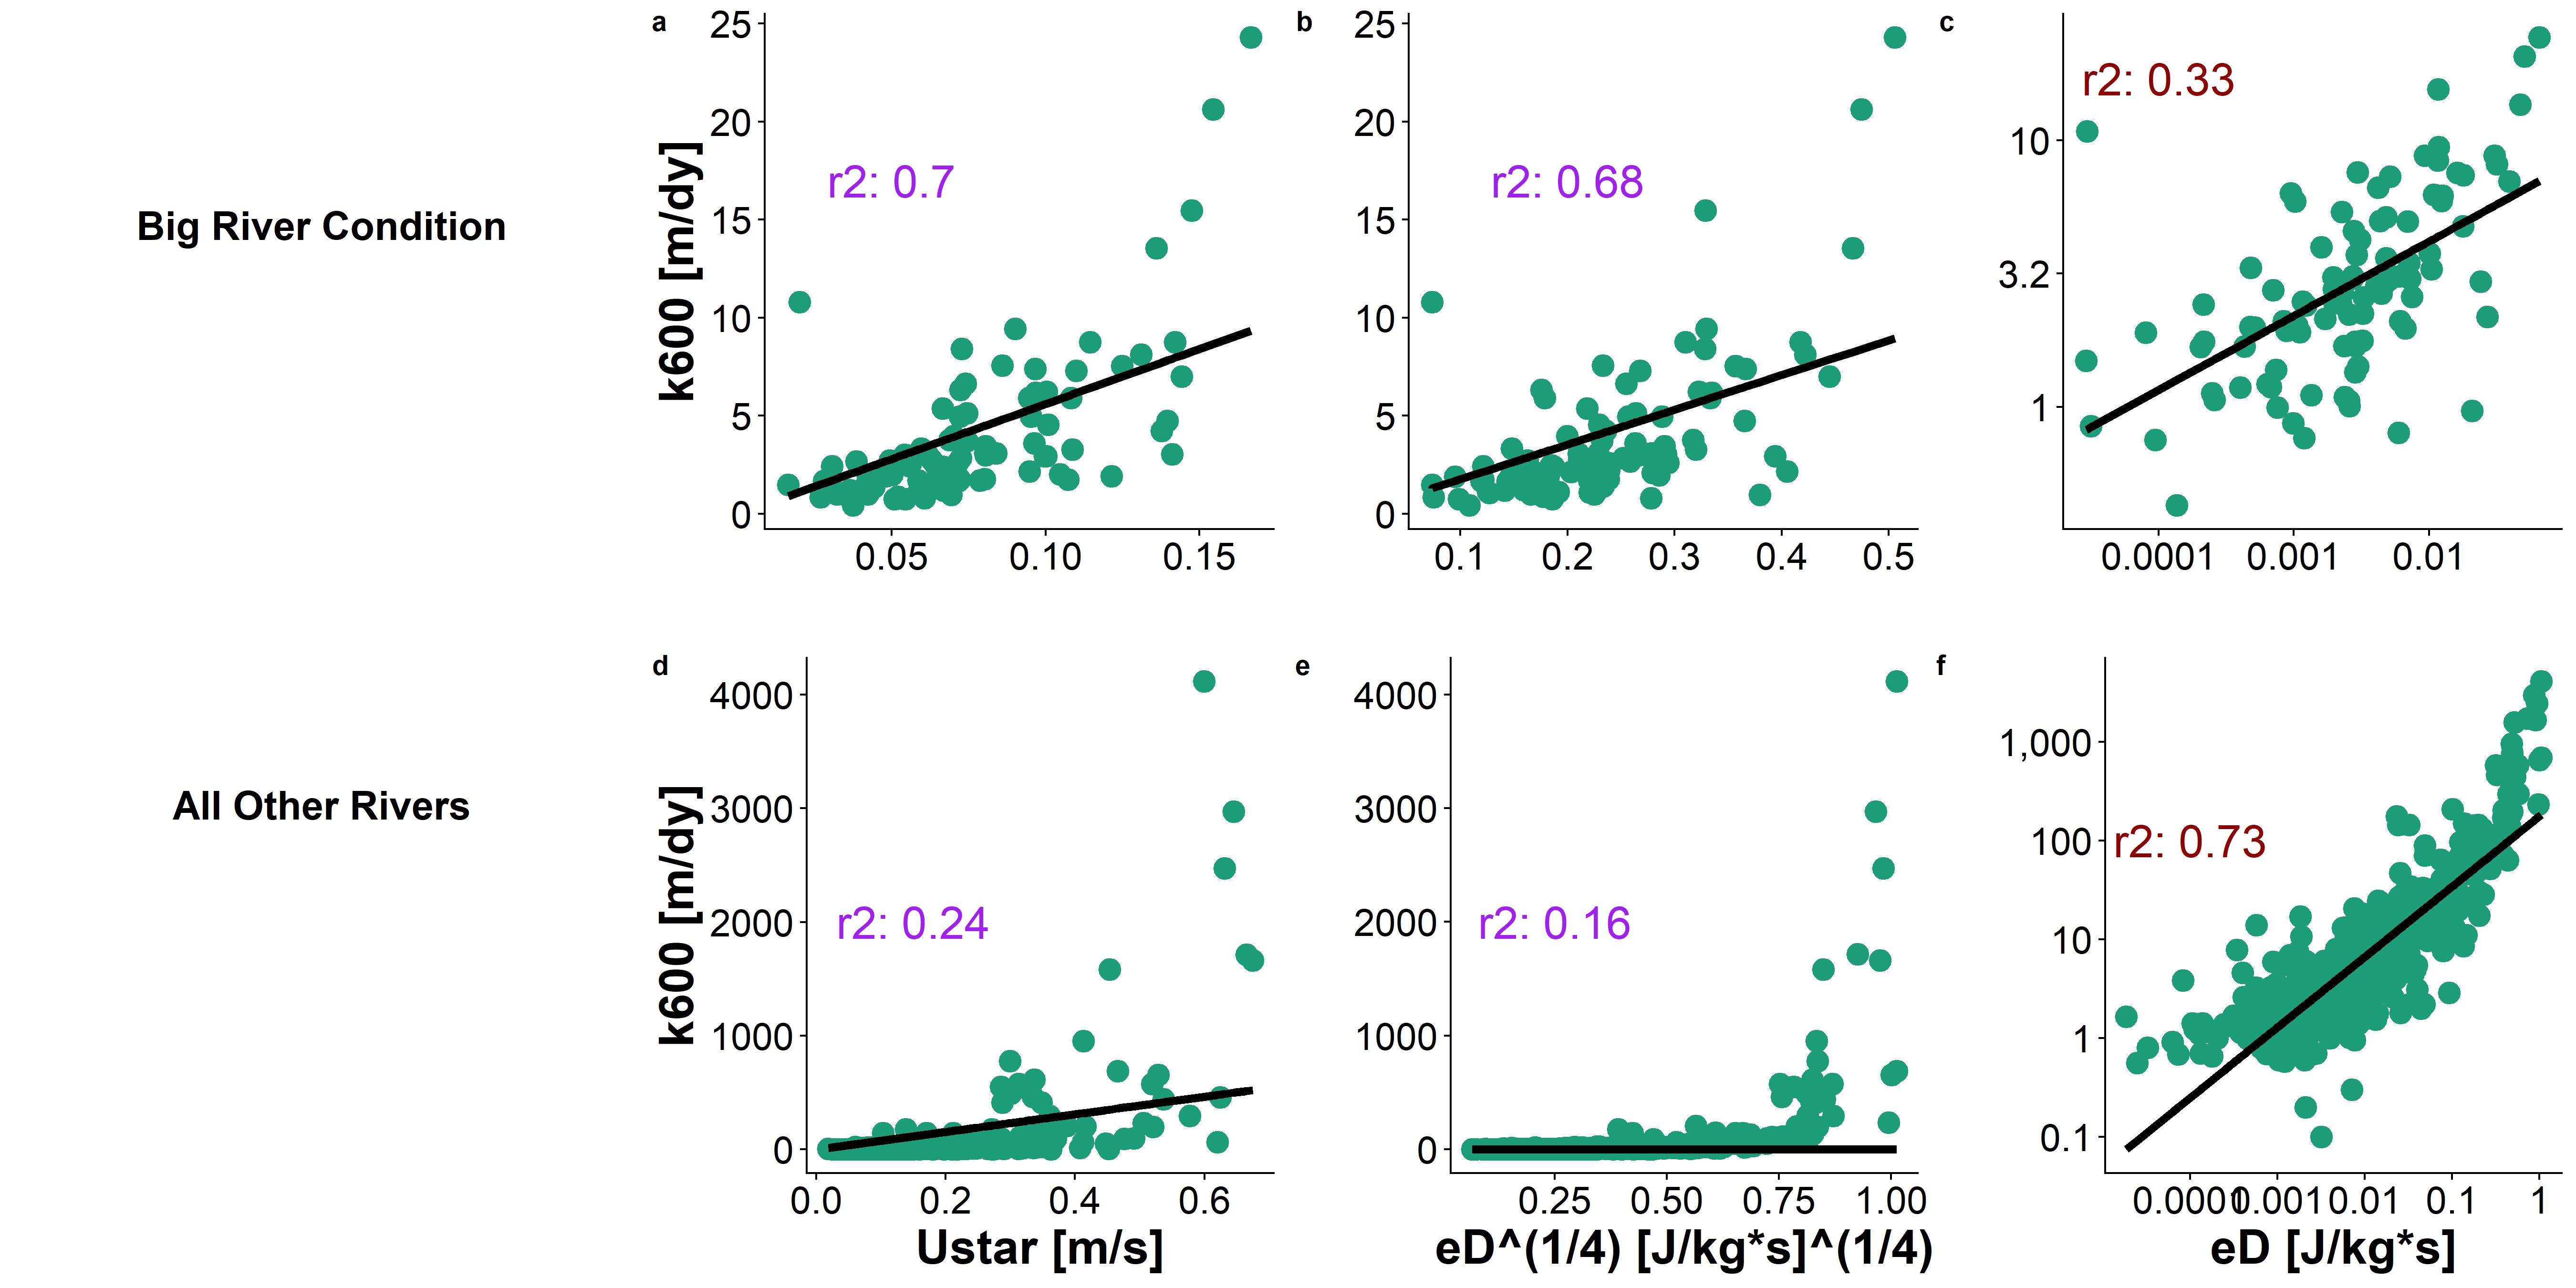 a
b
c
Big River Condition
k600 [m/dy]
25
20
15
10
5
0
r2: 0.7
0.05
0.10
0.15
25
20
15
10
5
0
r2: 0.68
0.1
0.2
0.3
0.4
0.5
10
3.2
1
r2: 0.33
0.0001
0.001
0.01
d
e
f
All Other Rivers
k600 [m/dy]
4000
3000
2000
1000
0
r2: 0.24
0.0
0.2
0.4
0.6
Ustar [m/s]
4000
3000
2000
1000
0
r2: 0.16
0.25
0.50
0.75
1.00
eD^(1/4) [J/kg*s]^(1/4)
1,000
100
10
1
0.1
r2: 0.73
0.0001
0.001
0.01
0.1
1
eD [J/kg*s]